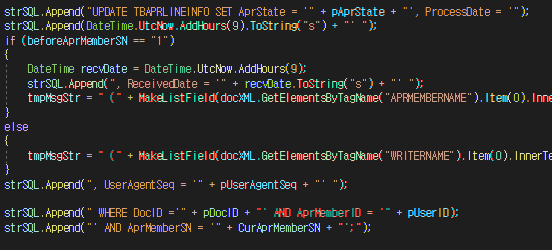 strSQL.Append("UPDATE TBAPRLINEINFO SET AprState = '" + pAprState + "', ProcessDate = '");
strSQL.Append(DateTime.UtcNow.AddHours(9).ToString("s") + "' ");
if (beforeAprMemberSN == "1")
{
DateTime recvDate = DateTime.UtcNow.AddHours(9);
strSQL.Append(", ReceivedDate = '" + recvDate.ToString("s") + "' ");
tmpMsgStr = " (" + MakeListField(docXML.GetElementsByTagName("APRMEMBERNAME").Item(0).Inne
}
else
{
tmpMsgStr = " (" + MakeListField(docXML.GetElementsByTagName("WRITERNAME").Item(0).InnerTe
}
strSQL.Append(", UserAgentSeq = '" + pUserAgentSeq + "' ");
strSQL.Append(" WHERE DocID ='" + pDocID + "' AND AprMemberID = '" + pUserID);
strSQL.Append("' AND AprMemberSN = '" + CurAprMemberSN + "';");